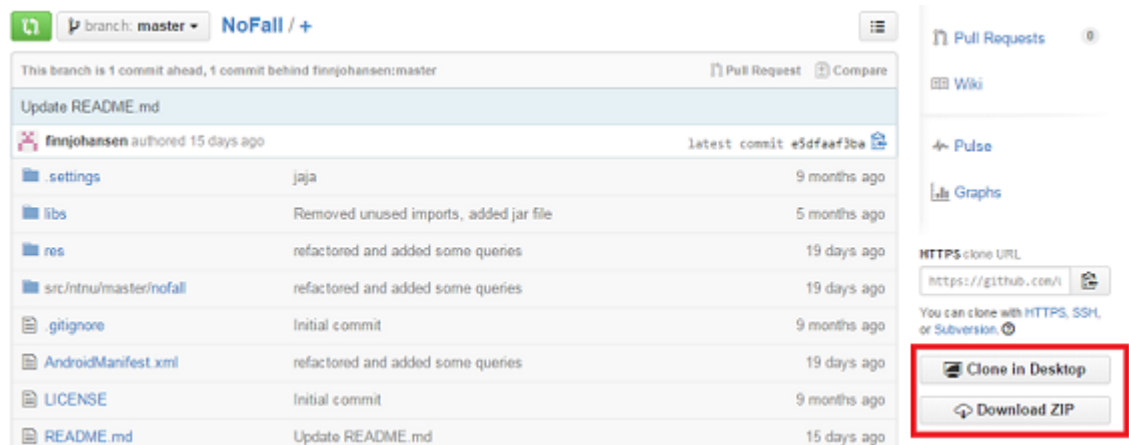 branch: master NoFall / +
This branch is 1 commit ahead, 1 commit behind finnjohansen:master Pull Request Compare
Update README.md
finnjohansen authored 15 days ago latest commit e5dfaaf3ba
.settings jaja 9 months ago
libs Removed unused imports, added jar file 5 months ago
res refactored and added some queries 19 days ago
src/ntnu/master/nofall refactored and added some queries 19 days ago
.gitignore Initial commit 9 months ago
AndroidManifest.xml refactored and added some queries 19 days ago
LICENSE Initial commit 9 months ago
README.md Update README.md 15 days ago
Pull Requests 0
Wiki
Pulse
Graphs
HTTPS clone URL
https://github.com/
You can clone with HTTPS, SSH,
or Subversion.
Clone in Desktop
Download ZIP